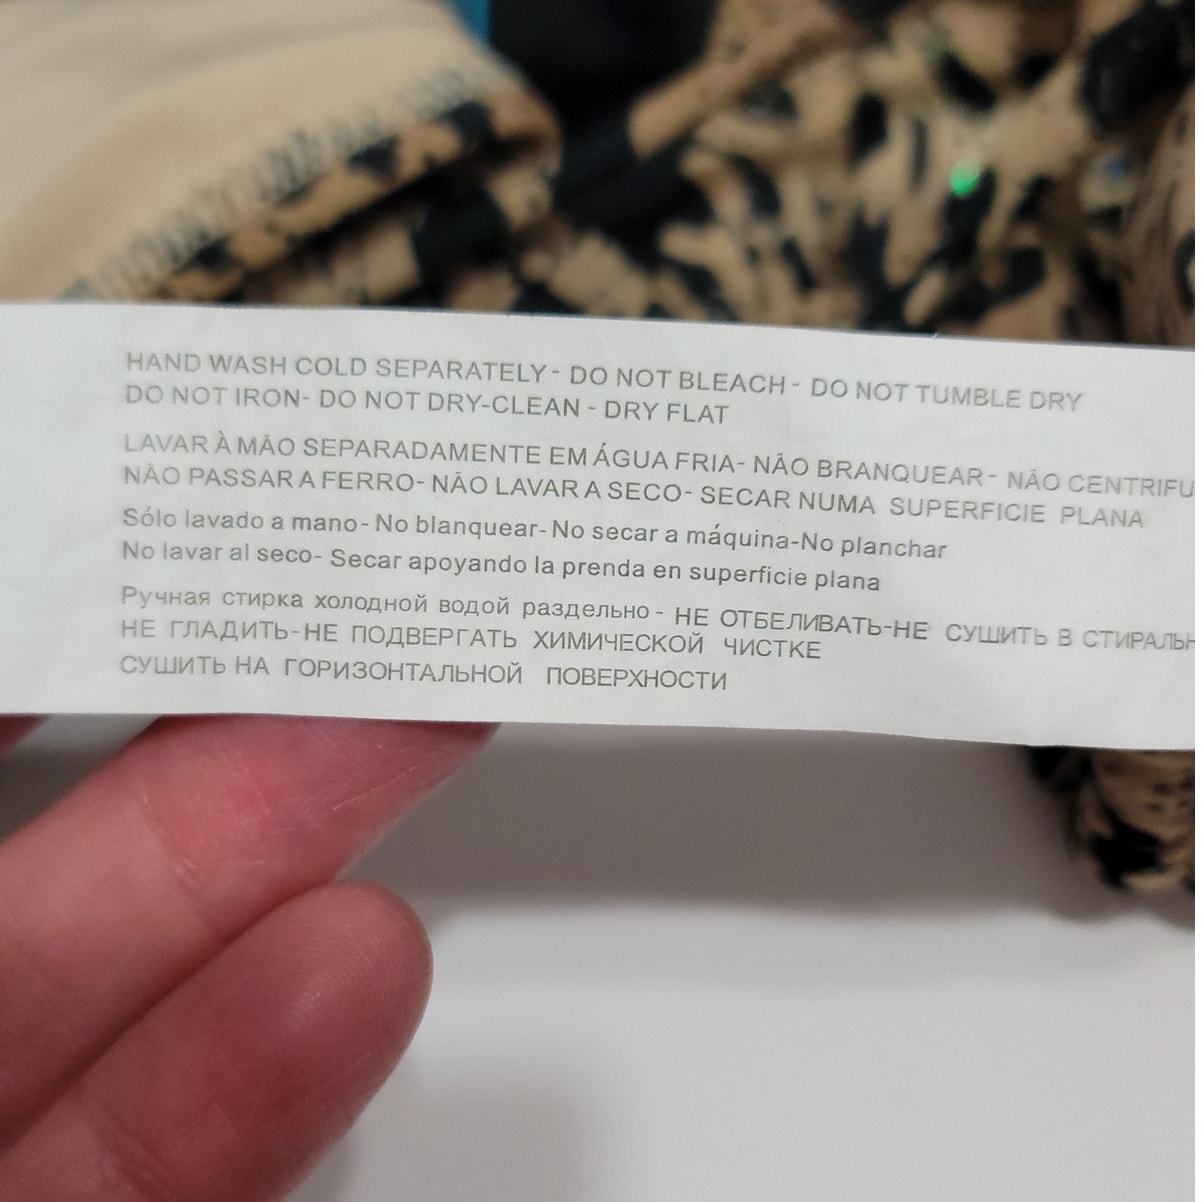 HAND WASH COLD SEPARATELY - DO NOT BLEACH - DO NOT TUMBLE DRY
DO NOT IRON- DO NOT DRY-CLEAN - DRY FLAT
LAVAR À MÃO SEPARADAMENTE EM ÁGUA FRIA- NÃO BRANQUEAR- NÃO CENTRIFU
NÃO PASSAR A FERRO- NÃO LAVAR A SECO- SECAR NUMA SUPERFICIE PLANA
Sólo lavado a mano- No blanquear- No secar a máquina-No planchar
No lavar al seco- Secar apoyando la prenda en superficie plana
Ручная стирка холодной водой раздельно - НЕ ОТБЕЛИВАТЬ-НЕ СУШИТЬ В СТИРАЛЬН
НЕ ГЛАДИТЬ-НЕ ПОДВЕРГАТЬ ХИМИЧЕСКОЙ ЧИСТКЕ
СУШИТЬ НА ГОРИЗОНТАЛЬНОЙ ПОВЕРХНОСТИ